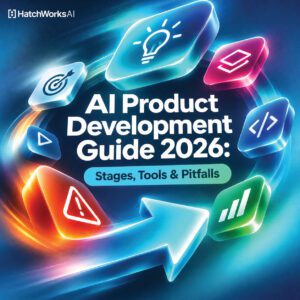 HatchWorksAI
AI Product
Development
Guide 2026:
Stages, Tools & Pitfalls